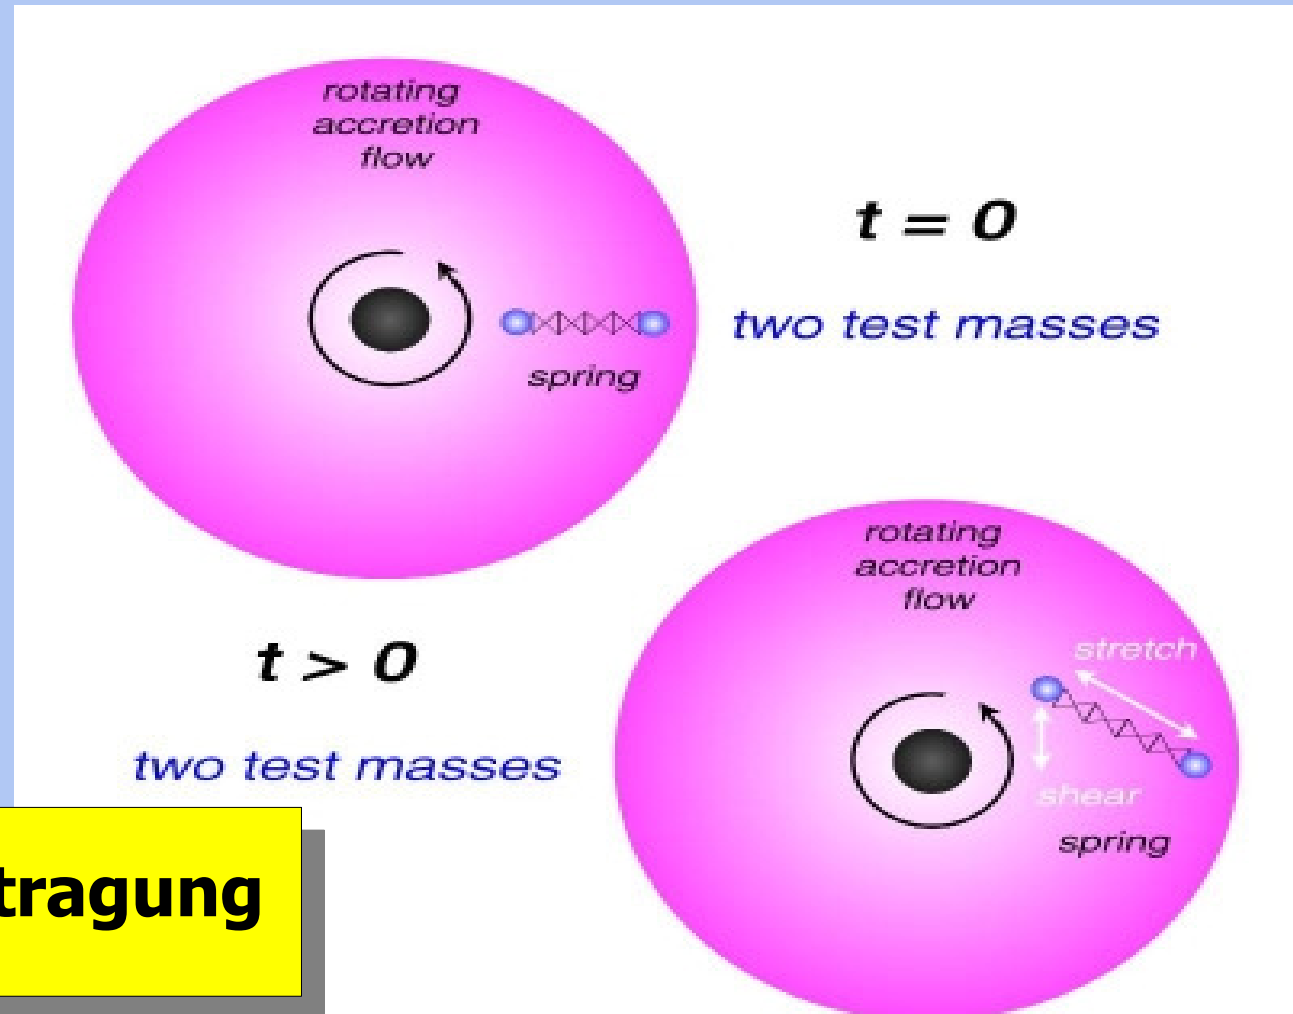 rotating
accretion
flow
t = 0
two test masses
spring
rotating
accretion
flow
t > 0
stretch
two test masses
shear
spring
tragung